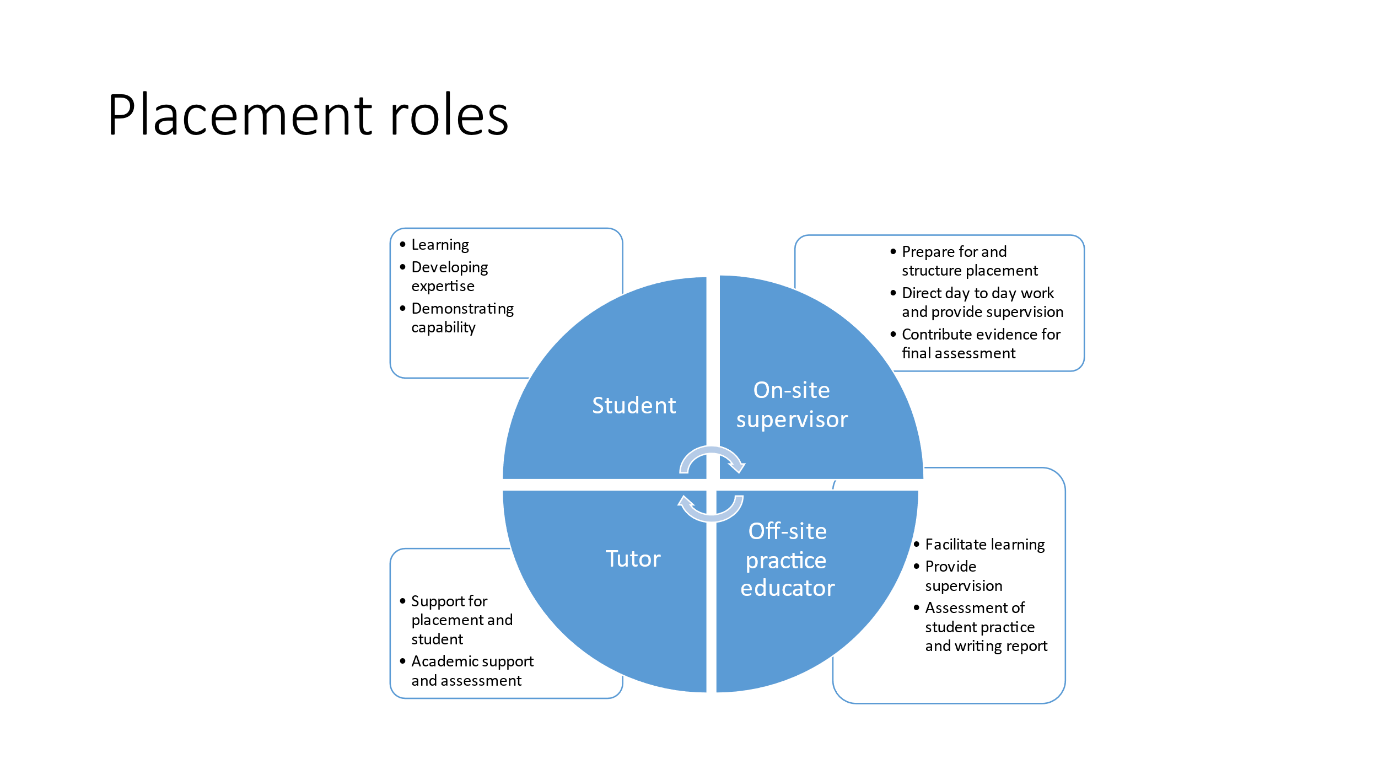 Placement roles
• Learning
• Developing
expertise
• Demonstrating
capability
• Prepare for and
structure placement
• Direct day to day work
and provide supervision
• Contribute evidence for
final assessment
Student
On-site
supervisor
Tutor
Off-site
practice
educator
• Support for
placement and
student
• Academic support
and assessment
• Facilitate learning
• Provide
supervision
• Assessment of
student practice
and writing report